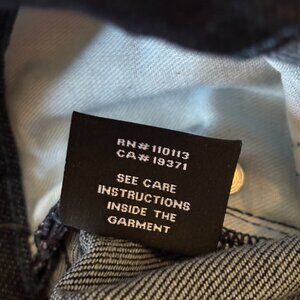 RN# 110113
CA# 19371
SEE CARE
INSTRUCTIONS
INSIDE THE
GARMENT